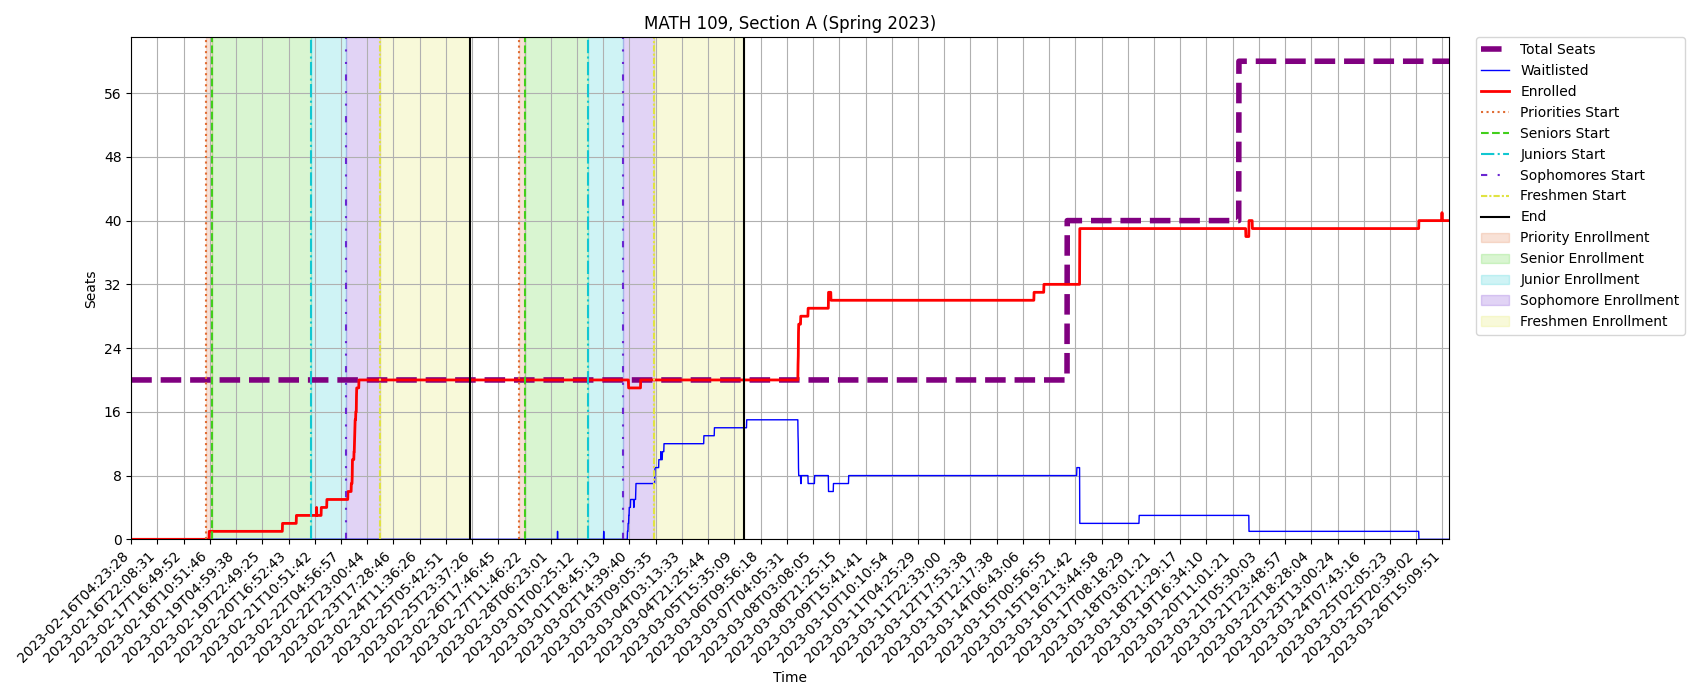 MATH 109, Section A (Spring 2023)
Seats
56
48
40
32
24
16
8
0
2023-02-16T04:23:28
2023-02-16T22:08:31
2023-02-17T16:49:52
2023-02-18T10:51:46
2023-02-19T04:59:38
2023-02-19T22:49:25
2023-02-20T16:52:43
2023-02-21T10:51:42
2023-02-22T04:56:57
2023-02-22T23:00:44
2023-02-23T17:28:46
2023-02-24T11:36:26
2023-02-25T05:42:51
2023-02-25T23:37:26
2023-02-26T17:46:45
2023-02-27T11:46:22
2023-02-28T06:23:01
2023-03-01T00:25:12
2023-03-01T18:45:13
2023-03-02T14:39:40
2023-03-03T09:05:35
2023-03-04T03:13:33
2023-03-04T21:25:44
2023-03-05T15:35:09
2023-03-06T09:56:18
2023-03-07T04:05:31
2023-03-08T03:08:05
2023-03-08T21:25:15
2023-03-09T15:41:41
2023-03-10T10:10:54
2023-03-11T04:25:29
2023-03-11T22:33:00
2023-03-12T17:53:38
2023-03-13T12:17:38
2023-03-14T06:43:06
2023-03-15T00:56:55
2023-03-15T19:21:42
2023-03-16T13:44:58
2023-03-17T08:18:29
2023-03-18T03:01:21
2023-03-18T21:29:17
2023-03-19T16:34:10
2023-03-20T11:01:21
2023-03-21T05:30:03
2023-03-21T23:48:57
2023-03-22T18:28:04
2023-03-23T13:00:24
2023-03-24T07:43:16
2023-03-25T02:05:23
2023-03-25T20:39:02
2023-03-26T15:09:51
Time
Total Seats
Waitlisted
Enrolled
Priorities Start
Seniors Start
Juniors Start
Sophomores Start
Freshmen Start
End
Priority Enrollment
Senior Enrollment
Junior Enrollment
Sophomore Enrollment
Freshmen Enrollment